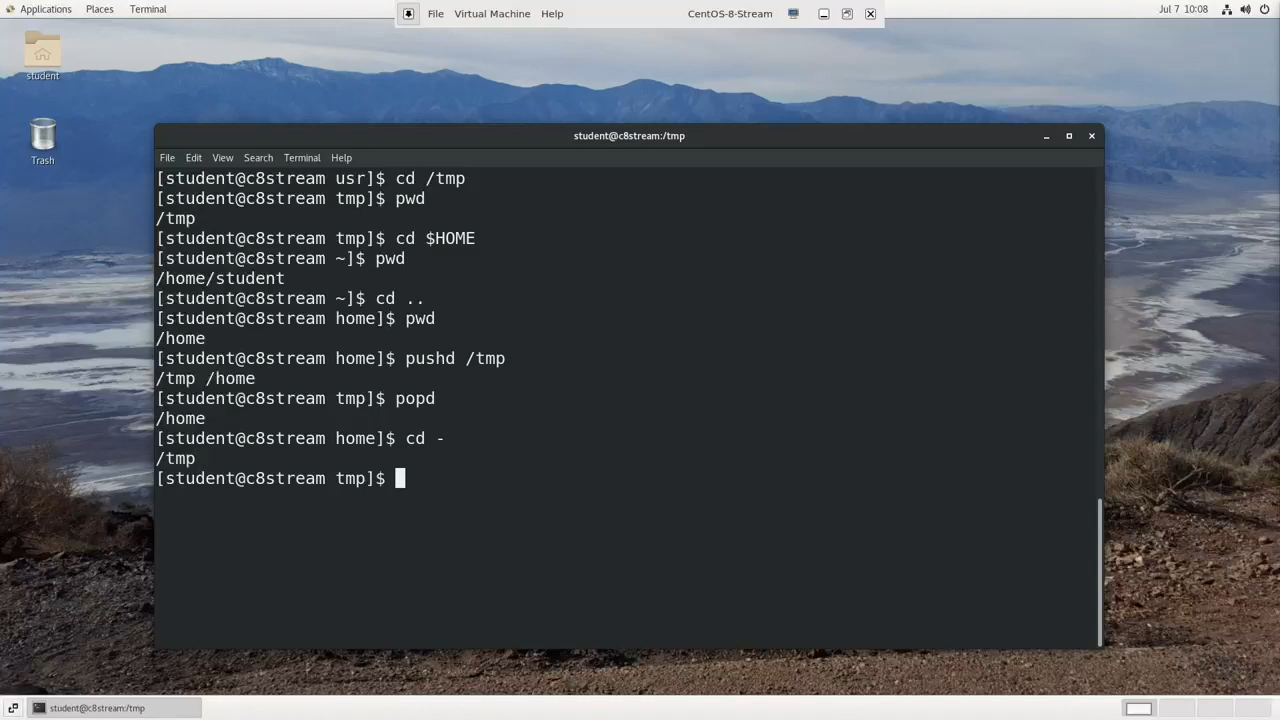 Applications Places Terminal
File Virtual Machine Help CentOS-8-Stream
Jul 7 10:08
student
Trash
student@c8stream:/tmp
File Edit View Search Terminal Help
[student@c8stream usr]$ cd /tmp
[student@c8stream tmp]$ pwd
/tmp
[student@c8stream tmp]$ cd $HOME
[student@c8stream ~]$ pwd
/home/student
[student@c8stream ~]$ cd ..
[student@c8stream home]$ pwd
/home
[student@c8stream home]$ pushd /tmp
/tmp /home
[student@c8stream tmp]$ popd
/home
[student@c8stream home]$ cd -
/tmp
[student@c8stream tmp]$
student@c8stream:/tmp